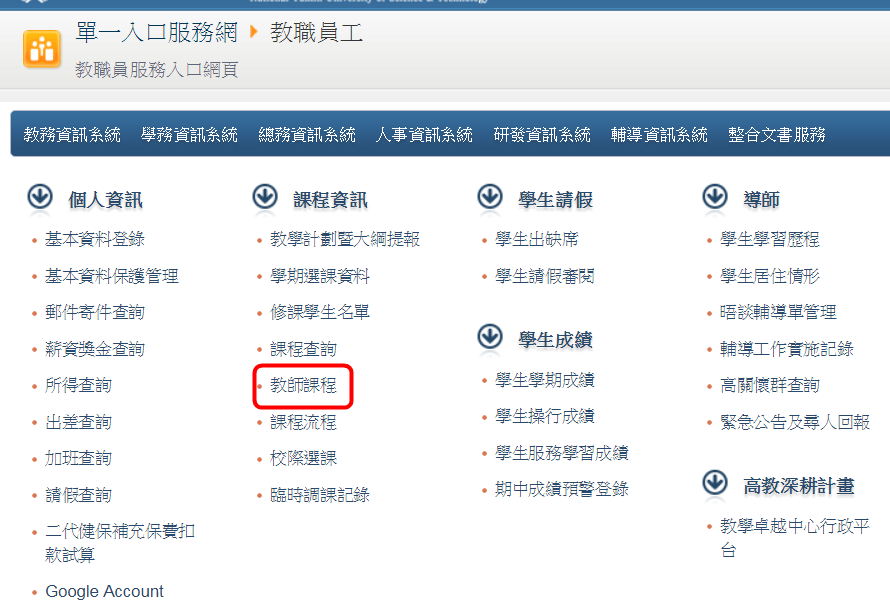 單一入口服務網 教職員工
教職員服務入口網頁
教務資訊系統 學務資訊系統 總務資訊系統 人事資訊系統 研發資訊系統 輔導資訊系統 整合文書服務
個人資訊
基本資料登錄
基本資料保護管理
郵件寄件查詢
薪資獎金查詢
所得查詢
出差查詢
加班查詢
請假查詢
二代健保補充保費扣
款試算
Google Account
課程資訊
教學計劃暨大綱提報
學期選課資料
修課學生名單
課程查詢
教師課程
課程流程
校際選課
臨時調課記錄
學生請假
學生出缺席
學生請假審閱
學生成績
學生學期成績
學生操行成績
學生服務學習成績
期中成績預警登錄
導師
學生學習歷程
學生居住情形
晤談輔導單管理
輔導工作實施記錄
高關懷群查詢
緊急公告及尋人回報
高教深耕計畫
教學卓越中心行政平
台